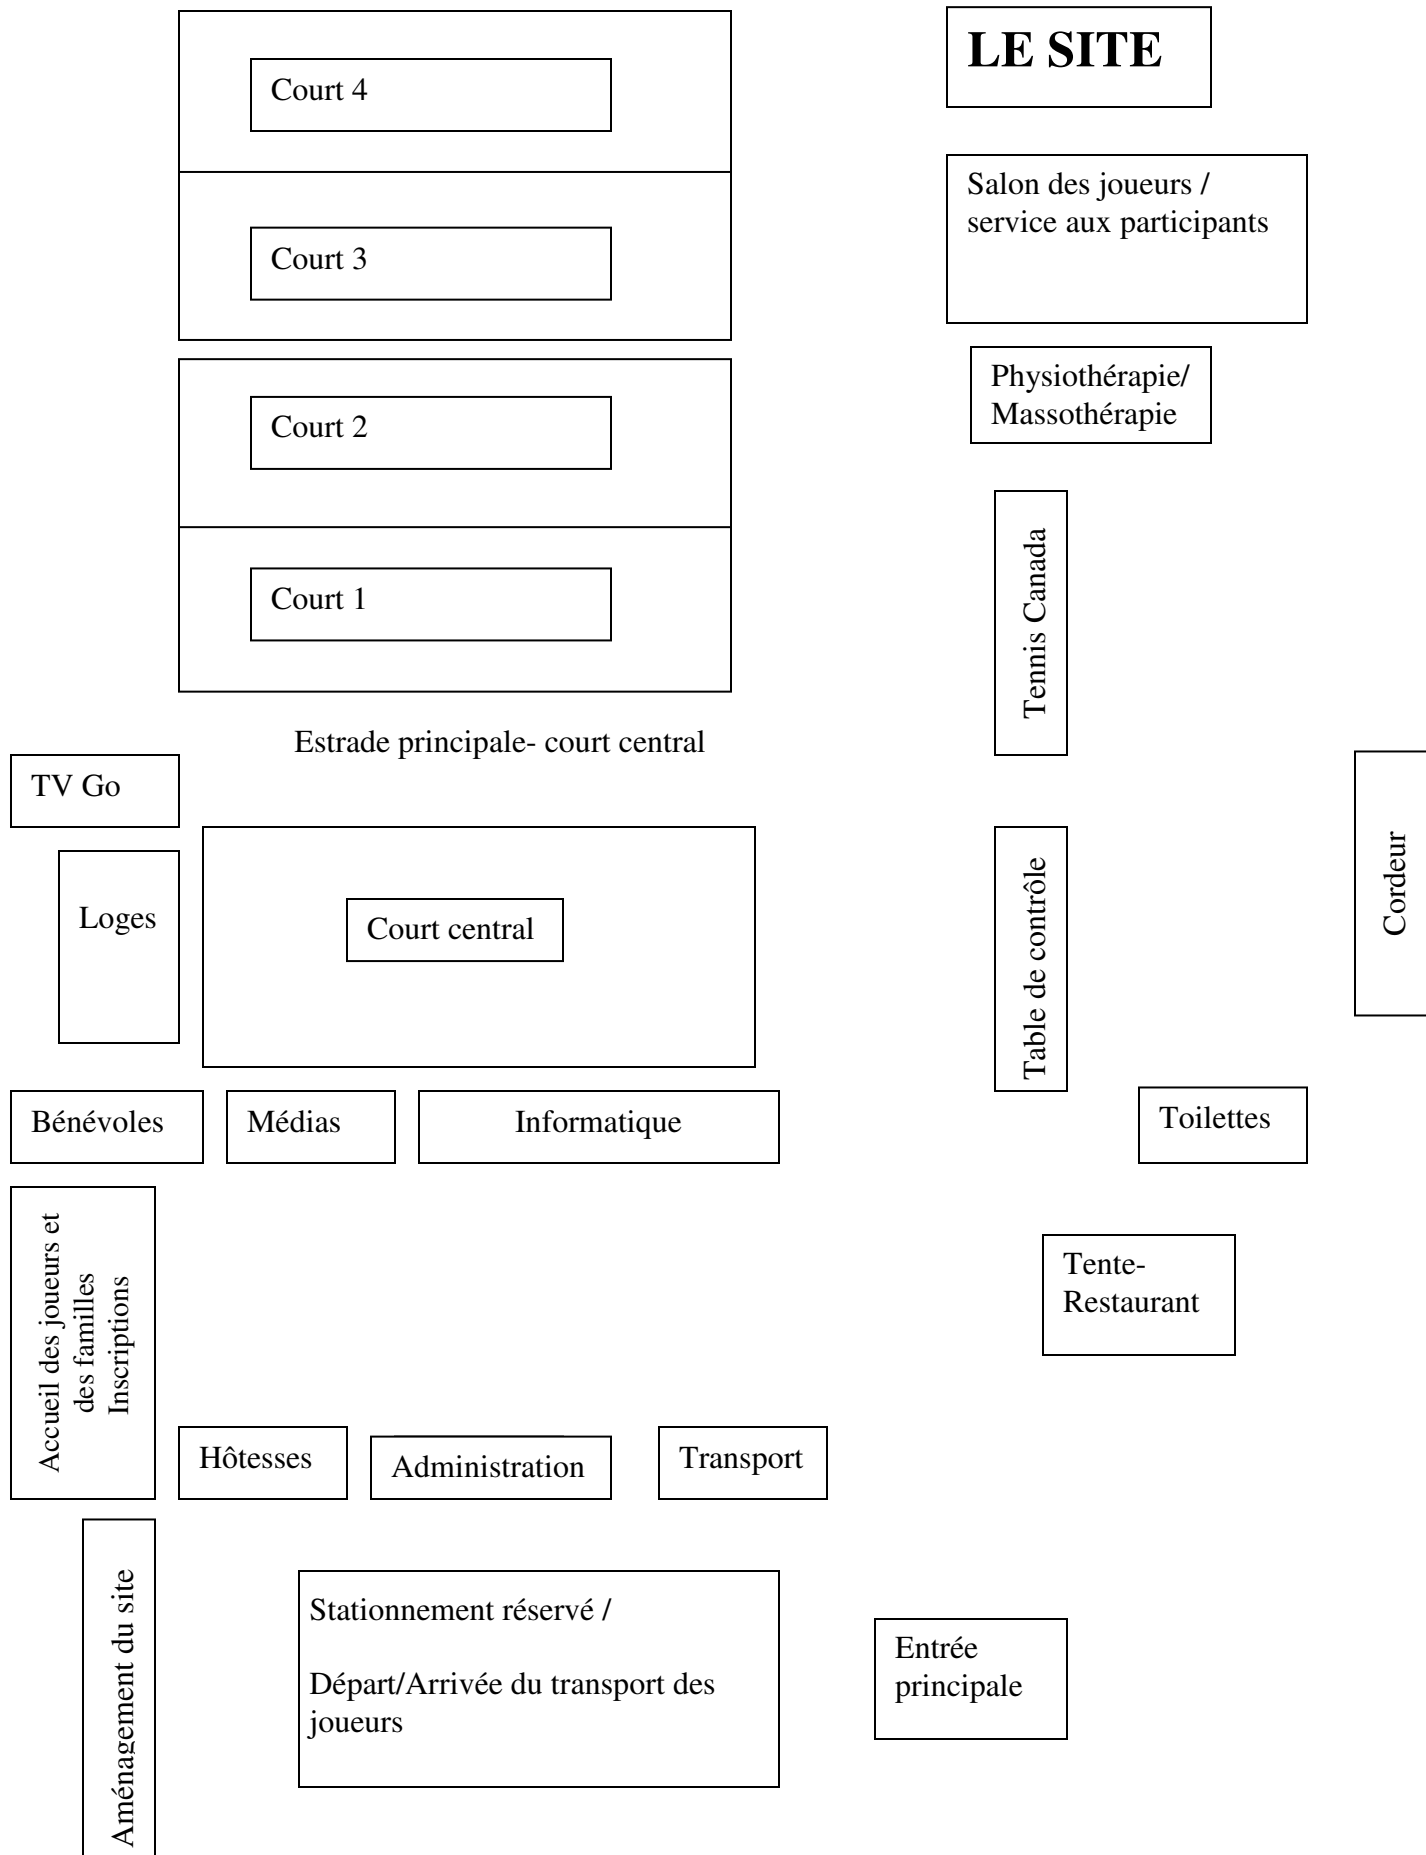 LE SITE
Court 4
Salon des joueurs /
service aux participants
Court 3
Physiothérapie/
Massothérapie
Court 2
Tennis Canada
Court 1
Estrade principale- court central
TV Go
Cordeur
Loges
Court central
Table de contrôle
Bénévoles
Médias
Informatique
Toilettes
Accueil des joueurs et
des familles
Inscriptions
Tente-
Restaurant
Hôtesses
Administration
Transport
Aménagement du site
Stationnement réservé /
Départ/Arrivée du transport des
joueurs
Entrée
principale